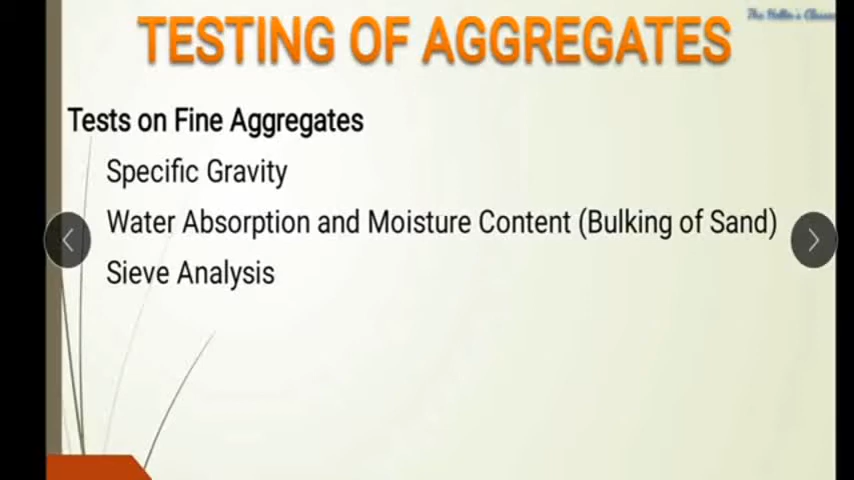 TESTING OF AGGREGATES
Tests on Fine Aggregates
Specific Gravity
Water Absorption and Moisture Content (Bulking of Sand)
Sieve Analysis